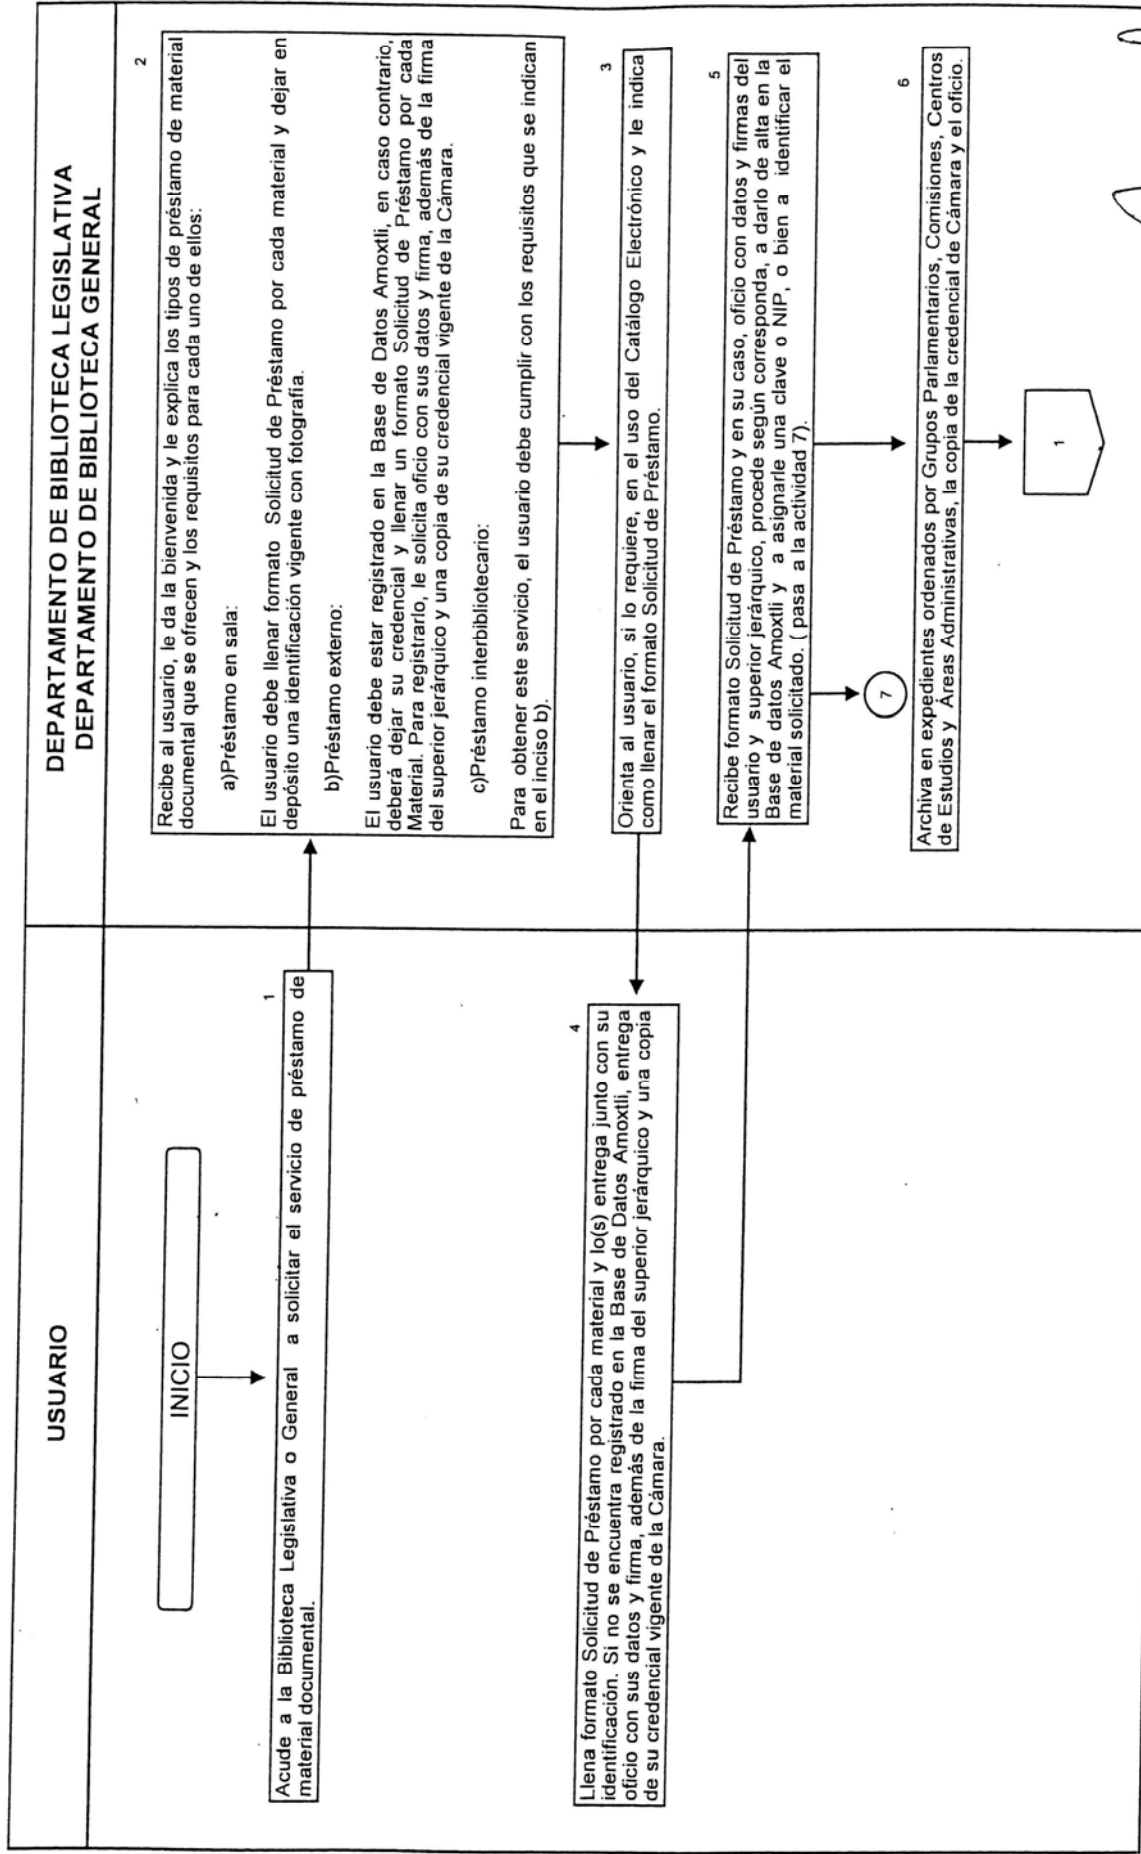 USUARIO
DEPARTAMENTO DE BIBLIOTECA LEGISLATIVA
DEPARTAMENTO DE BIBLIOTECA GENERAL
INICIO
1
Acude a la Biblioteca Legislativa o General a solicitar el servicio de préstamo de
material documental.
2
Recibe al usuario, le da la bienvenida y le explica los tipos de préstamo de material
documental que se ofrecen y los requisitos para cada uno de ellos:
a)Préstamo en sala:
El usuario debe llenar formato Solicitud de Préstamo por cada material y dejar en
depósito una identificación vigente con fotografía.
b)Préstamo externo:
El usuario debe estar registrado en la Base de Datos Amoxtli, en caso contrario,
deberá dejar su credencial y llenar un formato Solicitud de Préstamo por cada
Material. Para registrarlo, le solicita oficio con sus datos y firma, además de la firma
del superior jerárquico y una copia de su credencial vigente de la Cámara.
c)Préstamo interbibliotecario:
Para obtener este servicio, el usuario debe cumplir con los requisitos que se indican
en el inciso b).
3
Orienta al usuario, si lo requiere, en el uso del Catálogo Electrónico y le indica
como llenar el formato Solicitud de Préstamo.
4
Llena formato Solicitud de Préstamo por cada material y lo(s) entrega junto con su
identificación. Si no se encuentra registrado en la Base de Datos Amoxtli, entrega
oficio con sus datos y firma, además de la firma del superior jerárquico y una copia
de su credencial vigente de la Cámara.
5
Recibe formato Solicitud de Préstamo y en su caso, oficio con datos y firmas del
usuario y superior jerárquico, procede según corresponda, a darlo de alta en la
Base de datos Amoxtli y a asignarle una clave o NIP, o bien a identificar el
material solicitado. ( pasa a la actividad 7).
7
6
Archiva en expedientes ordenados por Grupos Parlamentarios, Comisiones, Centros
de Estudios y Áreas Administrativas, la copia de la credencial de Cámara y el oficio.
1